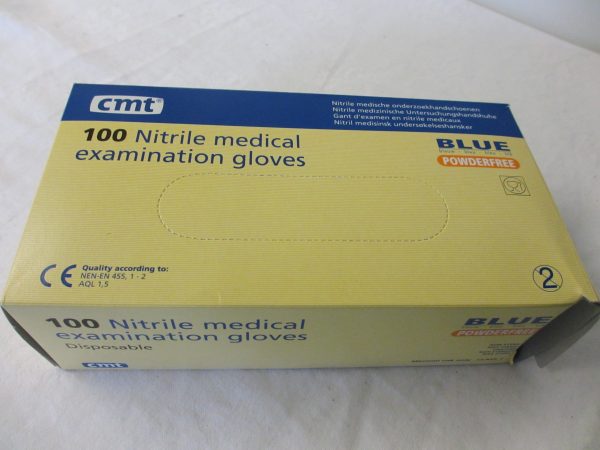 cmt®
Nitrile medische onderzoekhandschoenen
Nitrile medizinische Untersuchungshandshuhe
Gant d'examen en nitrile medicaux
Nitril medisinsk undersøkelseshansker
100 Nitrile medical
examination gloves
BLUE
POWDERFREE
CE
Quality according to:
NEN-EN 455, 1 - 2
AQL 1,5
2
100 Nitrile medical
examination gloves
Disposable
cmt
BLUE
POWDERFREE